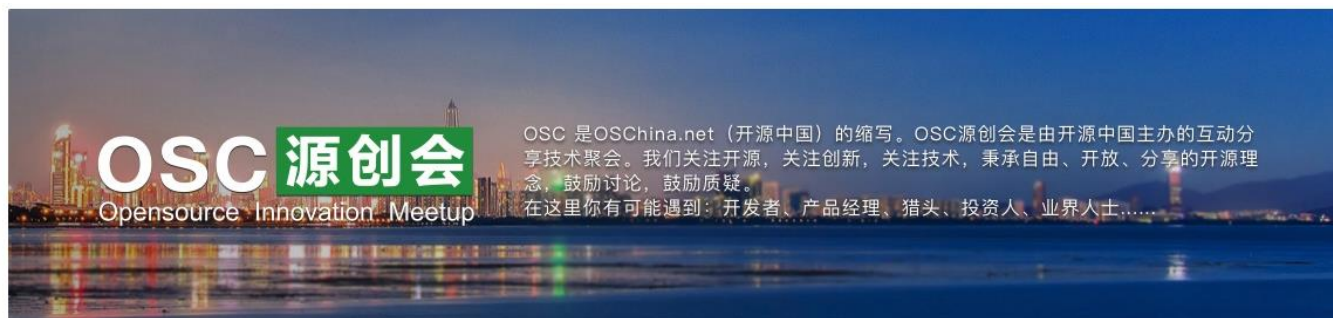 OSC 源创会
Opensource Innovation Meetup
OSC 是OSChina.net（开源中国）的缩写。OSC源创会是由开源中国主办的互动分
享技术聚会。我们关注开源，关注创新，关注技术，秉承自由、开放、分享的开源理
念，鼓励讨论，鼓励质疑。
在这里你有可能遇到：开发者、产品经理、猎头、投资人、业界人士......